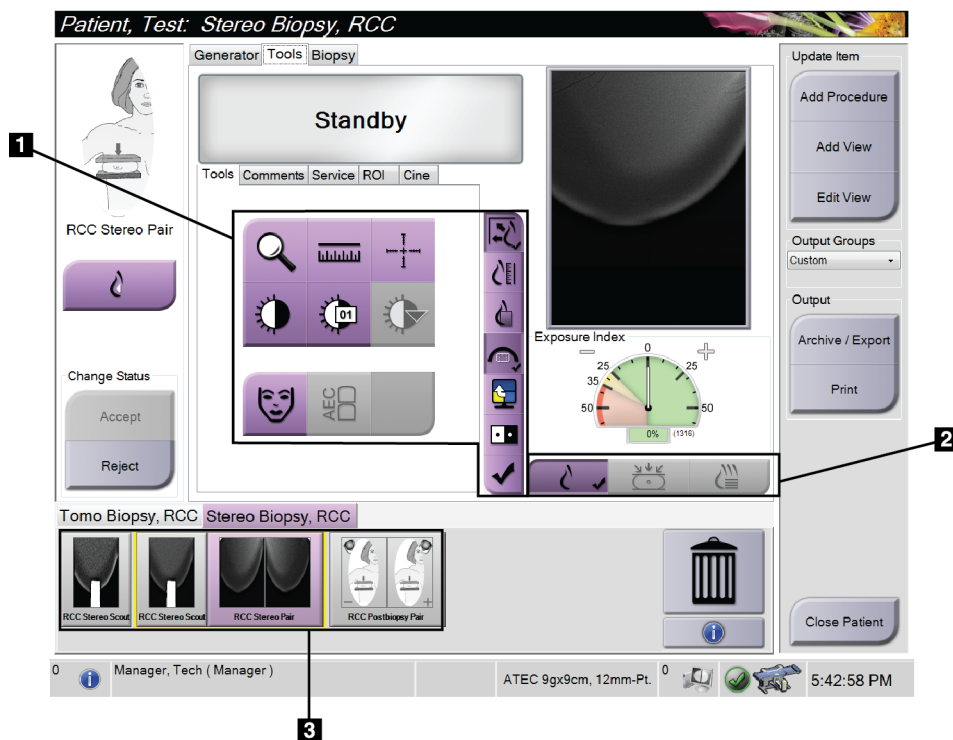 Patient, Test: Stereo Biopsy, RCC
Generator Tools Biopsy
Standby
Tools Comments Service ROI Cine
1
RCC Stereo Pair
01
AEC
Change Status
Accept
Reject
Exposure Index
0
25
25
35
50
50
0%
(1316)
2
Update Item
Add Procedure
Add View
Edit View
Output Groups
Custom
Output
Archive / Export
Print
Tomo Biopsy, RCC
Stereo Biopsy, RCC
RCC Stereo Scout
RCC Stereo Scout
RCC Stereo Pair
RCC Postbiopsy Pair
Close Patient
0
Manager, Tech ( Manager )
ATEC 9gx9cm, 12mm-Pt.
0
5:42:58 PM
3